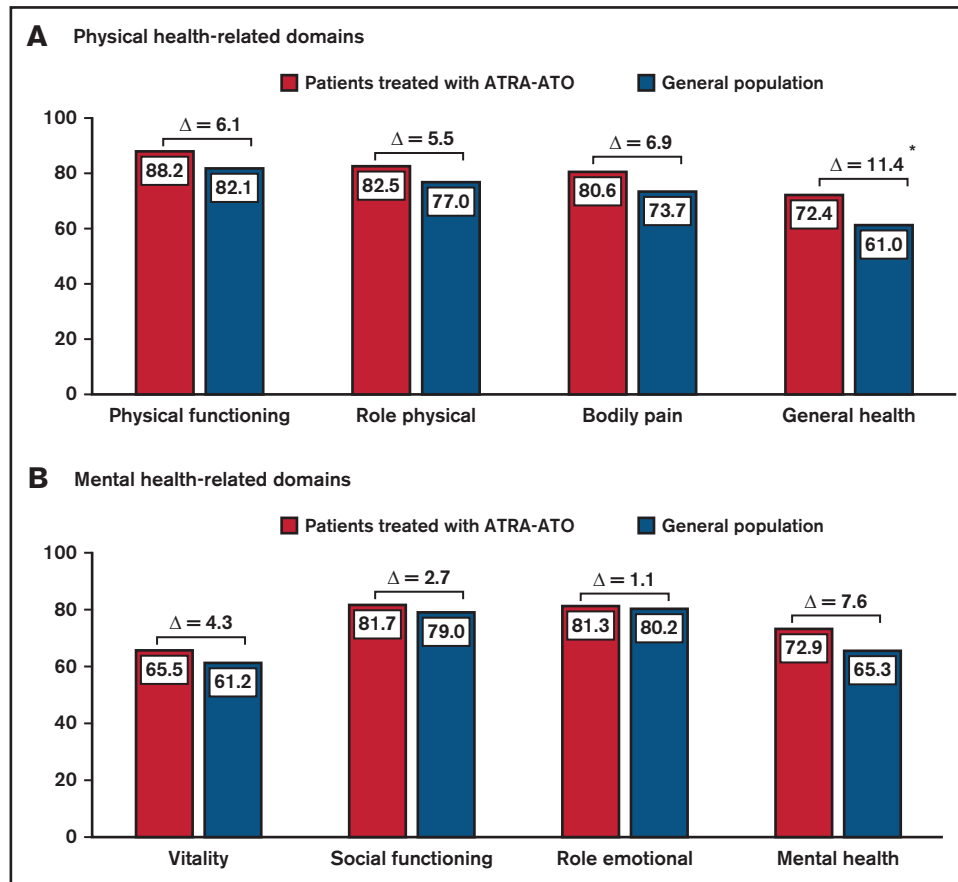 A Physical health-related domains
Patients treated with ATRA-ATO General population
100
80
60
40
20
0
Δ = 6.1
Δ = 5.5
Δ = 6.9
Δ = 11.4 *
88.2 82.1
82.5 77.0
80.6 73.7
72.4 61.0
Physical functioning Role physical Bodily pain General health
B Mental health-related domains
Patients treated with ATRA-ATO General population
100
80
60
40
20
0
Δ = 4.3
Δ = 2.7
Δ = 1.1
Δ = 7.6
65.5 61.2
81.7 79.0
81.3 80.2
72.9 65.3
Vitality Social functioning Role emotional Mental health